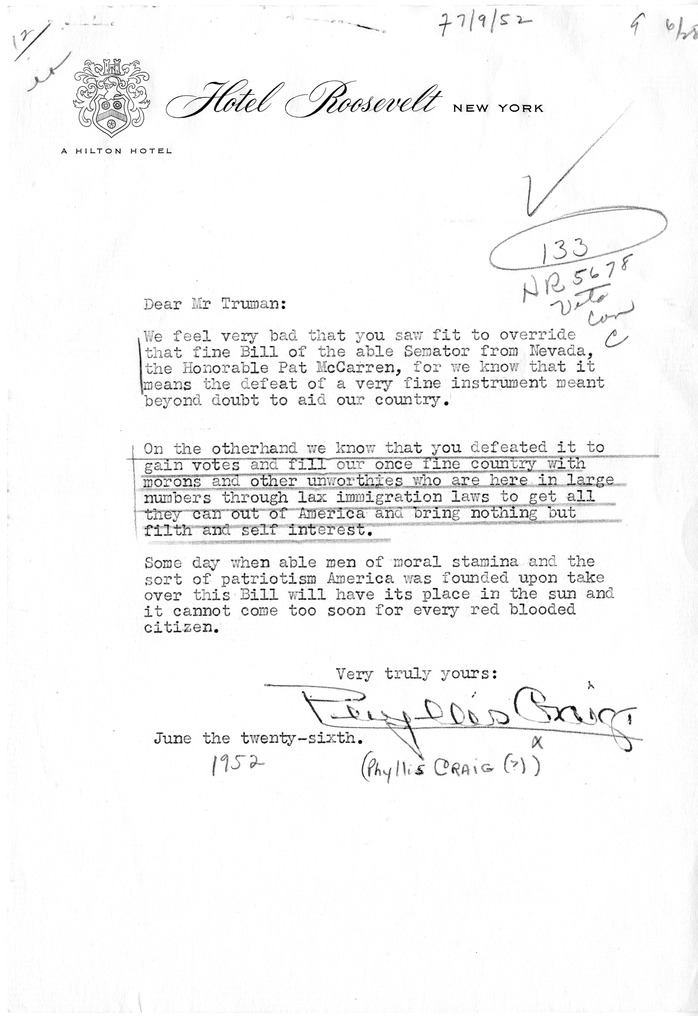 77/9/52
9 6/28
12/
Hotel Roosevelt NEW YORK
A HILTON HOTEL
133
HR 5678
Veto
Con
C
Dear Mr Truman:
We feel very bad that you saw fit to override
that fine Bill of the able Semator from Nevada,
the Honorable Pat McCarren, for we know that it
means the defeat of a very fine instrument meant
beyond doubt to aid our country.
On the otherhand we know that you defeated it to
gain votes and fill our once fine country with
morons and other unworthies who are here in large
numbers through lax immigration laws to get all
they can out of America and bring nothing but
filth and self interest.
Some day when able men of moral stamina and the
sort of patriotism America was founded upon take
over this Bill will have its place in the sun and
it cannot come too soon for every red blooded
citizen.
Very truly yours:
Phyllis Craig
x
June the twenty-sixth.
1952
(Phyllis CRAIG (?))